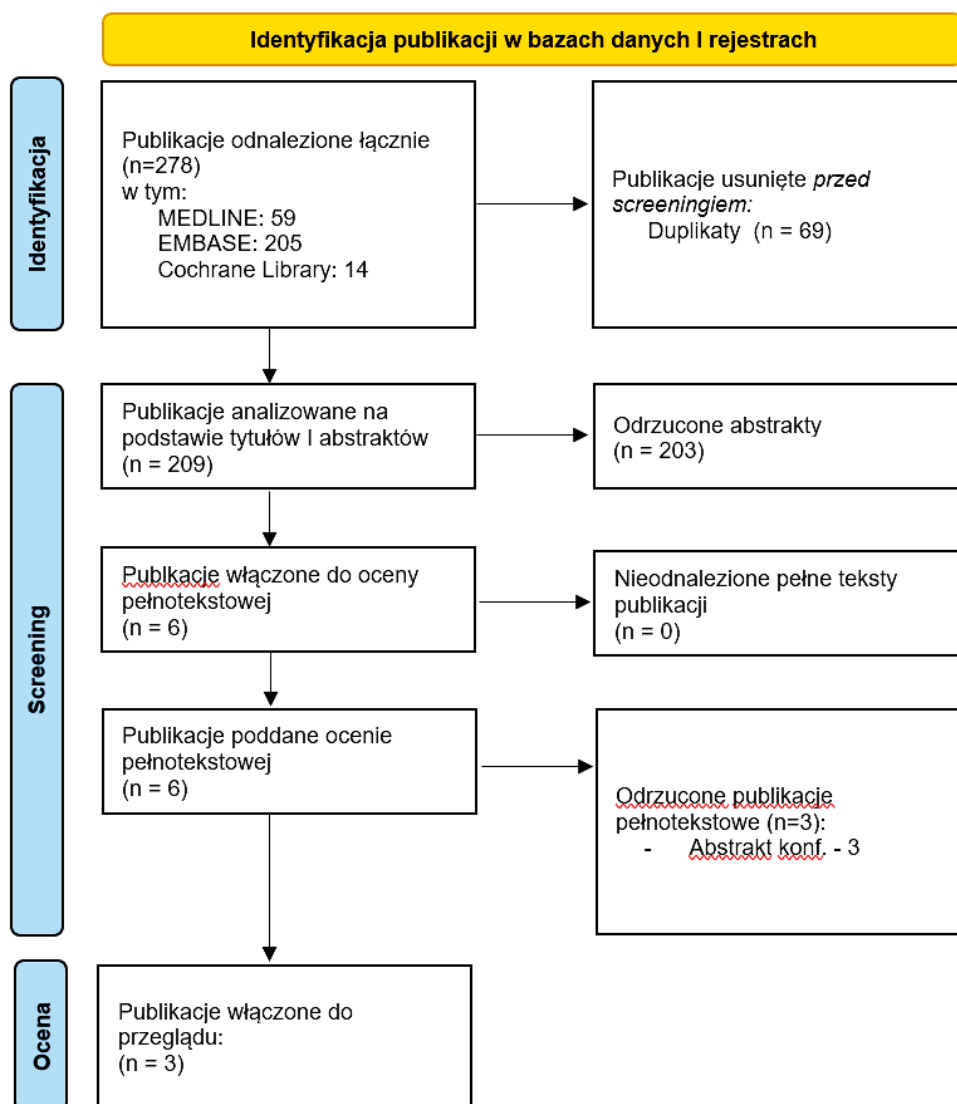 Identyfikacja publikacji w bazach danych I rejestrach
Identyfikacja
Publikacje odnalezione łącznie
(n=278)
w tym:
MEDLINE: 59
EMBASE: 205
Cochrane Library: 14
Publikacje usunięte przed
screeningiem:
Duplikaty (n = 69)
Screening
Publikacje analizowane na
podstawie tytułów I abstraktów
(n = 209)
Odrzucone abstrakty
(n = 203)
Publkacje włączone do oceny
pełnotekstowej
(n = 6)
Nieodnalezione pełne teksty
publikacji
(n = 0)
Publikacje poddane ocenie
pełnotekstowej
(n = 6)
Odrzucone publikacje
pełnotekstowe (n=3):
- Abstrakt konf. - 3
Ocena
Publikacje włączone do
przeglądu:
(n = 3)